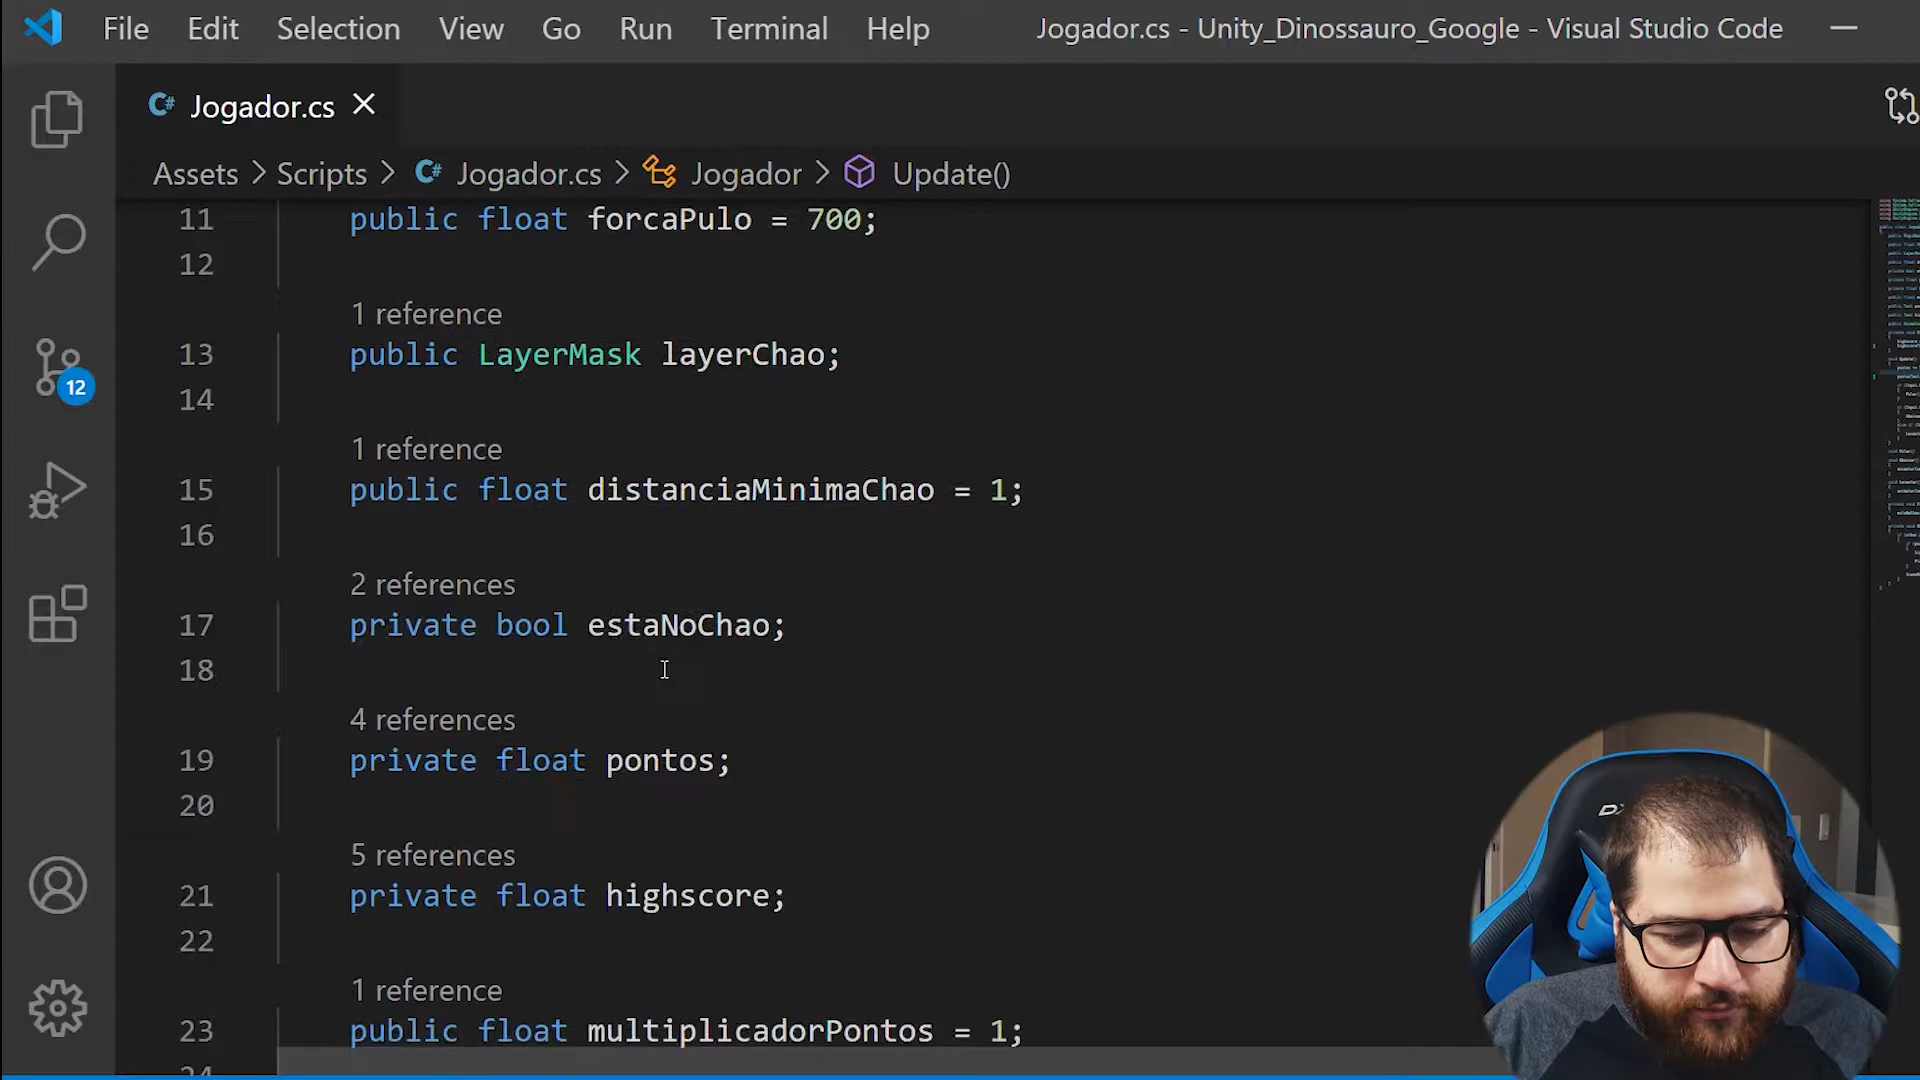 File Edit Selection View Go Run Terminal Help Jogador.cs - Unity_Dinossauro_Google - Visual Studio Code
C# Jogador.cs
Assets > Scripts > C# Jogador.cs > Jogador > Update()
11 public float forcaPulo = 700;
12
1 reference
13 public LayerMask layerChao;
14
1 reference
15 public float distanciaMinimaChao = 1;
16
2 references
17 private bool estaNoChao;
18
4 references
19 private float pontos;
20
5 references
21 private float highscore;
22
1 reference
23 public float multiplicadorPontos = 1;
24
12